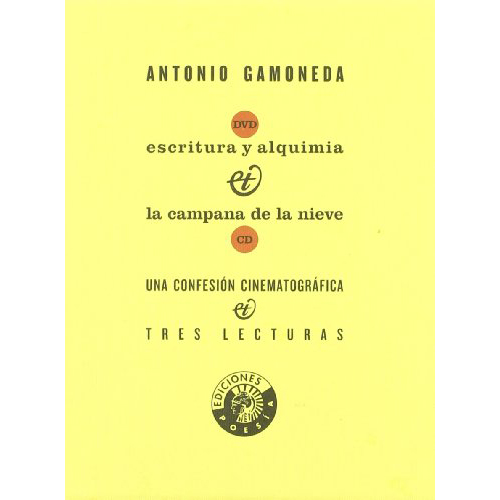 ANTONIO GAMONEDA
DVD
escritura y alquimia
et
la campana de la nieve
CD
UNA CONFESIÓN CINEMATOGRÁFICA
et
TRES LECTURAS
EDICIONES
POESÍA